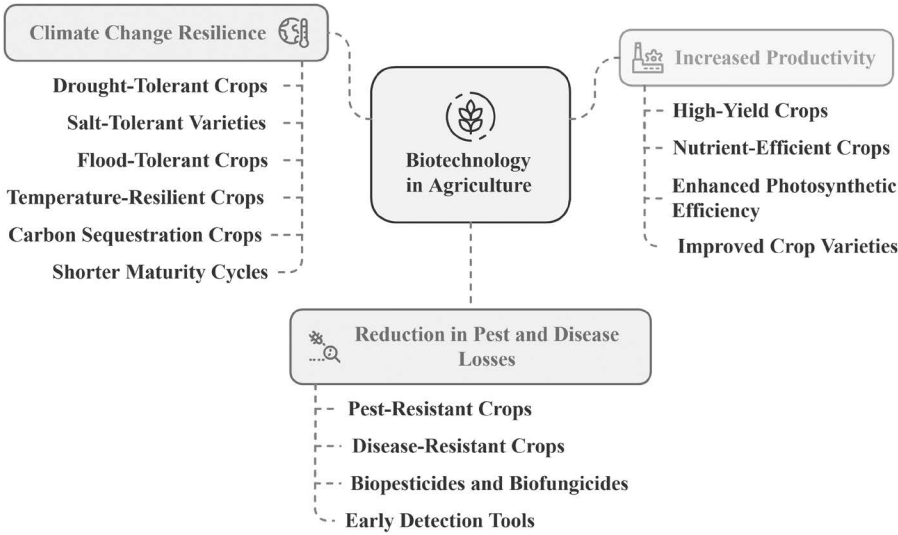 Climate Change Resilience
Drought-Tolerant Crops
Salt-Tolerant Varieties
Flood-Tolerant Crops
Temperature-Resilient Crops
Carbon Sequestration Crops
Shorter Maturity Cycles
Biotechnology
in Agriculture
Increased Productivity
High-Yield Crops
Nutrient-Efficient Crops
Enhanced Photosynthetic
Efficiency
Improved Crop Varieties
Reduction in Pest and Disease
Losses
Pest-Resistant Crops
Disease-Resistant Crops
Biopesticides and Biofungicides
Early Detection Tools